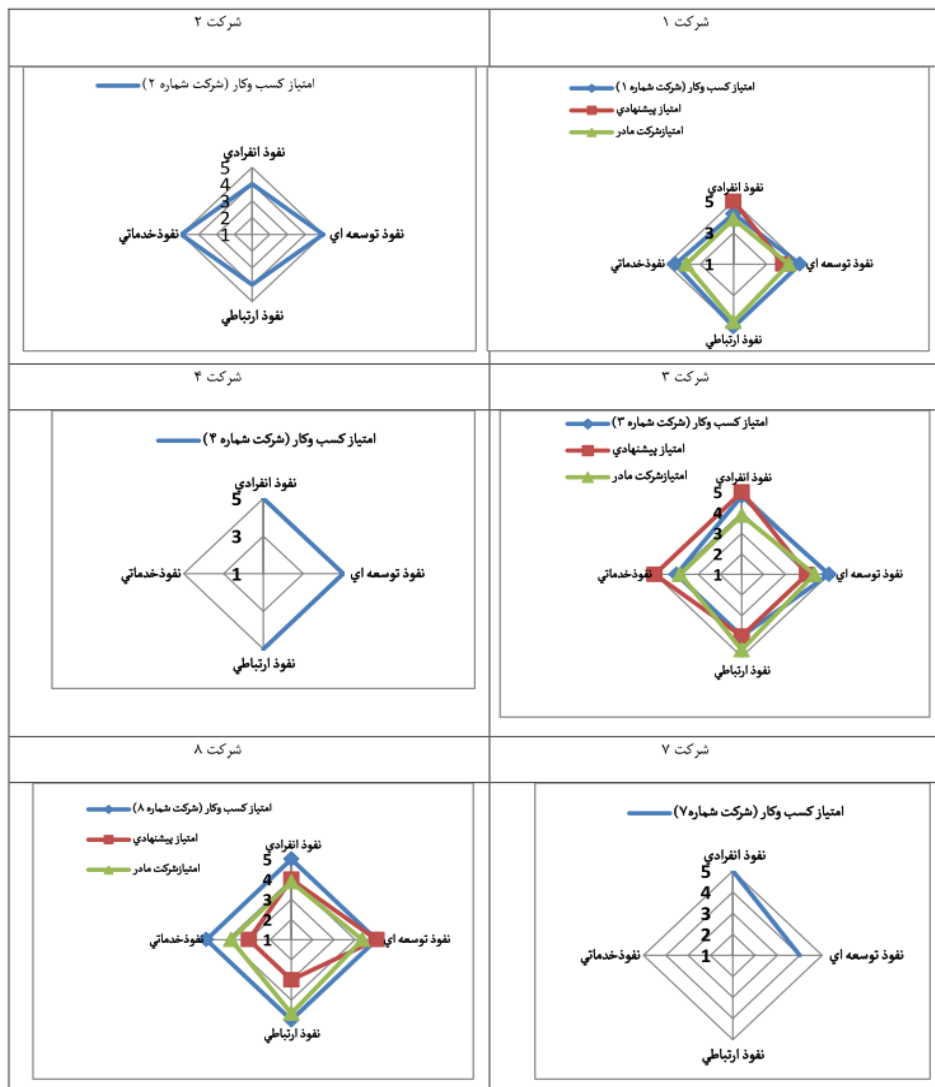 شرکت ۱
امتیاز کسب وکار (شرکت شماره ۱)
امتیاز پیشنهادي
امتیازشرکت مادر
نفوذ انفرادي
5
3
1
نفوذ توسعه اي
نفوذخدماتي
نفوذ ارتباطي
شرکت ۲
امتیاز کسب وکار (شرکت شماره ۲)
نفوذ انفرادي
5
4
3
2
1
نفوذ توسعه اي
نفوذخدماتي
نفوذ ارتباطي
شرکت ۳
امتیاز کسب وکار (شرکت شماره ۳)
امتیاز پیشنهادي
امتیازشرکت مادر
نفوذ انفرادي
5
4
3
2
1
نفوذ توسعه اي
نفوذخدماتي
نفوذ ارتباطي
شرکت ۴
امتیاز کسب وکار (شرکت شماره ۴)
نفوذ انفرادي
5
3
1
نفوذ توسعه اي
نفوذخدماتي
نفوذ ارتباطي
شرکت ۷
امتیاز کسب وکار (شرکت شماره۷)
نفوذ انفرادي
5
4
3
2
1
نفوذ توسعه اي
نفوذخدماتي
نفوذ ارتباطي
شرکت ۸
امتیاز کسب وکار (شرکت شماره ۸)
امتیاز پیشنهادي
امتیازشرکت مادر
نفوذ انفرادي
5
4
3
2
1
نفوذ توسعه اي
نفوذخدماتي
نفوذ ارتباطي